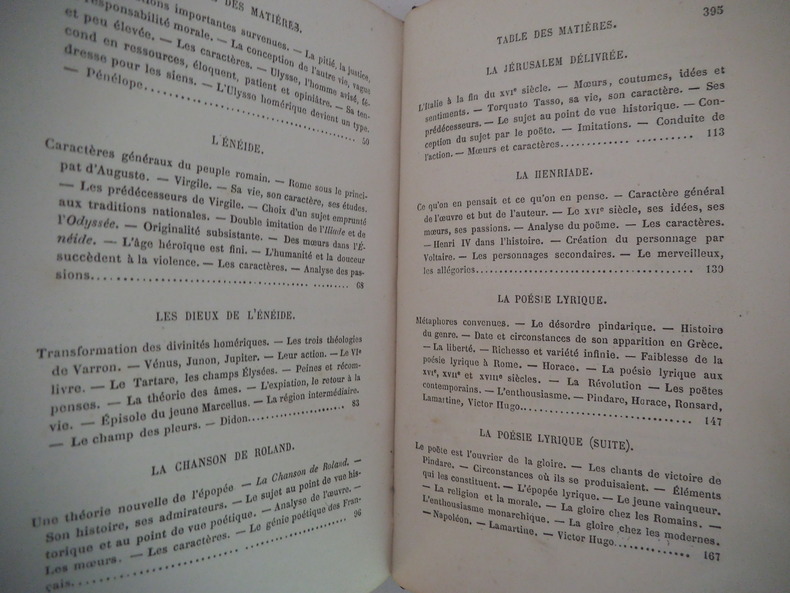 DES MATIÈRES.
importantes survenues. — La pitié, la justice,
responsabilité morale. — La conception de l'autre vie, vague
et peu élevée. — Les caractères. — Ulysse, l'homme avisé, fé-
cond en ressources, éloquent, patient et opiniâtre. — Sa ten-
dresse pour les siens. — L'Ulysse homérique devient un type.
— Pénélope. 50
L'ÉNÉIDE.
Caractères généraux du peuple romain. — Rome sous le princi-
pat d'Auguste. — Virgile. — Sa vie, son caractère, ses études.
— Les prédécesseurs de Virgile. — Choix d'un sujet emprunté
aux traditions nationales. — Double imitation de l'Iliade et de
l'Odyssée. — Originalité subsistante. — Des mœurs dans l'É-
néide. — L'âge héroïque est fini. — L'humanité et la douceur
succèdent à la violence. — Les caractères. — Analyse des pas-
sions. 68
LES DIEUX DE L'ÉNÉIDE.
Transformation des divinités homériques. — Les trois théologies
de Varron. — Vénus, Junon, Jupiter. — Leur action. — Le VIe
livre. — Le Tartare, les champs Élysées. — Peines et récom-
penses. — La théorie des âmes. — L'expiation, le retour à la
vie. — Épisole du jeune Marcellus. — La région intermédiaire.
— Le champ des pleurs. — Didon. 83
LA CHANSON DE ROLAND.
Une théorie nouvelle de l'épopée — La Chanson de Roland. —
Son histoire, ses admirateurs. — Le sujet au point de vue his-
torique et au point de vue poétique. — Analyse de l'œuvre. —
Les mœurs. — Les caractères. — Le génie poétique des Fran-
çais. 96
TABLE DES MATIÈRES. 395
LA JÉRUSALEM DÉLIVRÉE.
L'Italie à la fin du XVIe siècle. — Mœurs, coutumes, idées et
sentiments. — Torquato Tasso, sa vie, son caractère. — Ses
prédécesseurs. — Le sujet au point de vue historique. — Con-
ception du sujet par le poëte. — Imitations. — Conduite de
l'action. — Mœurs et caractères. 113
LA HENRIADE.
Ce qu'on en pensait et ce qu'on en pense. — Caractère général
de l'œuvre et but de l'auteur. — Le XVIe siècle, ses idées, ses
mœurs, ses passions. — Analyse du poëme. — Les caractères.
— Henri IV dans l'histoire. — Création du personnage par
Voltaire. — Les personnages secondaires. — Le merveilleux,
les allégories. 130
LA POÉSIE LYRIQUE.
Métaphores convenues. — Le désordre pindarique. — Histoire
du genre. — Date et circonstances de son apparition en Grèce.
— La liberté. — Richesse et variété infinie. — Faiblesse de la
poésie lyrique à Rome. — Horace. — La poésie lyrique aux
XVIe, XVIIe et XVIIIe siècles. — La Révolution — Les poëtes
contemporains. — L'enthousiasme. — Pindare, Horace, Ronsard,
Lamartine, Victor Hugo. 147
LA POÉSIE LYRIQUE (SUITE).
Le poëte est l'ouvrier de la gloire. — Les chants de victoire de
Pindare. — Circonstances où ils se produisaient. — Éléments
qui les constituent. — L'épopée lyrique. — Le jeune vainqueur.
— La religion et la morale. — La gloire chez les Romains. —
L'enthousiasme monarchique. — La gloire chez les modernes.
— Napoléon. — Lamartine. — Victor Hugo. 167